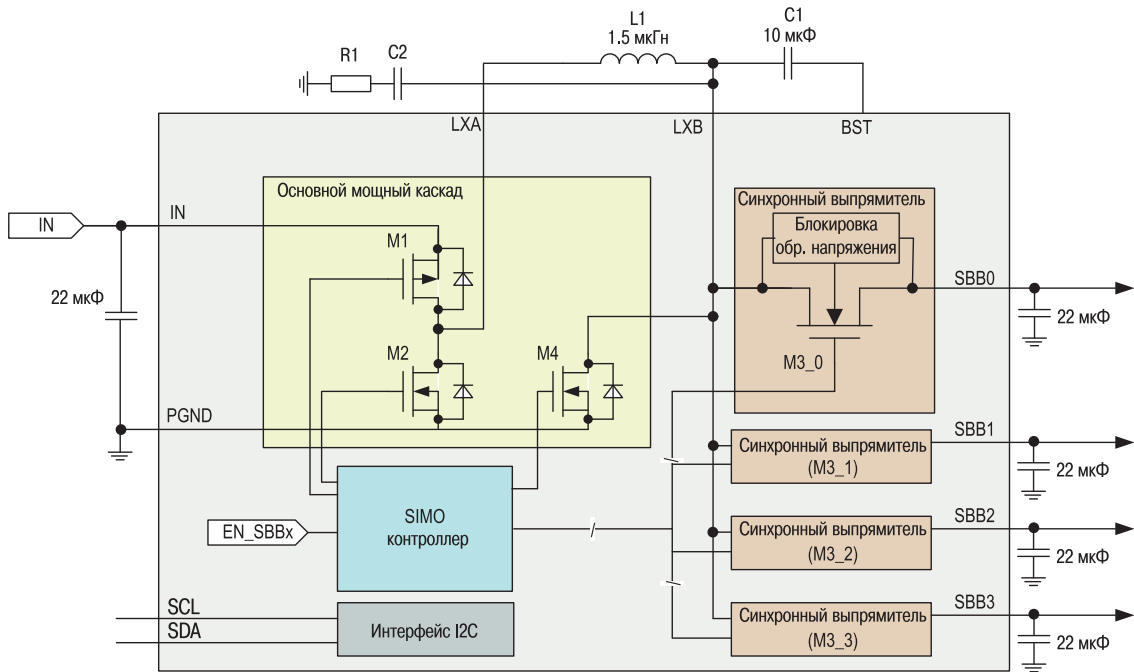 L1
1.5 мкГн
C1
10 мкФ
R1
C2
LXA
LXB
BST
Основной мощный каскад
Синхронный выпрямитель
Блокировка
обр. напряжения
IN
IN
M1
SBB0
22 мкФ
22 мкФ
M2
M4
M3_0
PGND
SBB1
Синхронный выпрямитель
(M3_1)
22 мкФ
SIMO
контроллер
EN_SBBx
SBB2
Синхронный выпрямитель
(M3_2)
22 мкФ
SCL
SDA
Интерфейс I2C
SBB3
Синхронный выпрямитель
(M3_3)
22 мкФ